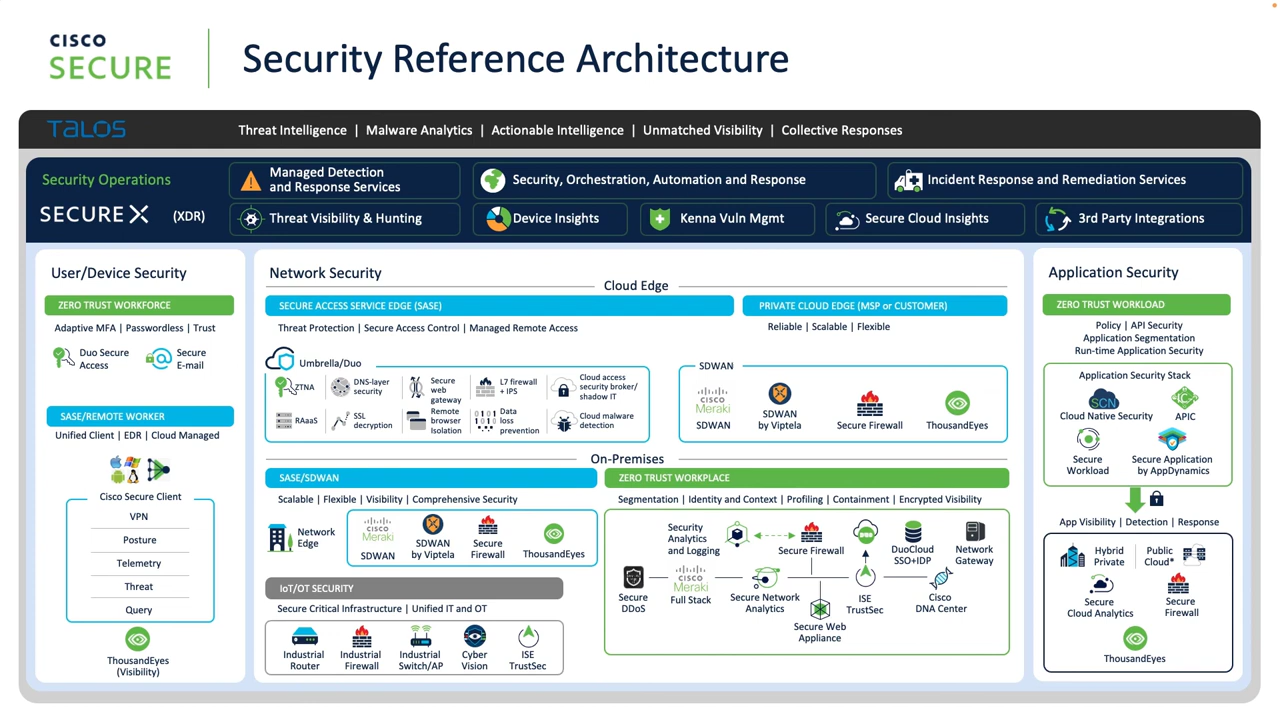 CISCO
SECURE
Security Reference Architecture
TALOS
Threat Intelligence | Malware Analytics | Actionable Intelligence | Unmatched Visibility | Collective Responses
Security Operations
SECUREX (XDR)
Managed Detection
and Response Services
Security, Orchestration, Automation and Response
Incident Response and Remediation Services
Threat Visibility & Hunting
Device Insights
Kenna Vuln Mgmt
Secure Cloud Insights
3rd Party Integrations
User/Device Security
ZERO TRUST WORKFORCE
Adaptive MFA | Passwordless | Trust
Duo Secure
Access
Secure
E-mail
SASE/REMOTE WORKER
Unified Client | EDR | Cloud Managed
Cisco Secure Client
VPN
Posture
Telemetry
Threat
Query
ThousandEyes
(Visibility)
Network Security
Cloud Edge
SECURE ACCESS SERVICE EDGE (SASE)
Threat Protection | Secure Access Control | Managed Remote Access
Umbrella/Duo
ZTNA
DNS-layer
security
Secure
web
gateway
L7 firewall
+ IPS
Cloud access
security broker/
shadow IT
RAaaS
SSL
decryption
Remote
browser
Isolation
Data
loss
prevention
Cloud malware
detection
PRIVATE CLOUD EDGE (MSP or CUSTOMER)
Reliable | Scalable | Flexible
SDWAN
CISCO
Meraki
SDWAN
SDWAN
by Viptela
Secure Firewall
ThousandEyes
On-Premises
SASE/SDWAN
Scalable | Flexible | Visibility | Comprehensive Security
Network
Edge
CISCO
Meraki
SDWAN
SDWAN
by Viptela
Secure
Firewall
ThousandEyes
IoT/OT SECURITY
Secure Critical Infrastructure | Unified IT and OT
Industrial
Router
Industrial
Firewall
Industrial
Switch/AP
Cyber
Vision
ISE
TrustSec
ZERO TRUST WORKPLACE
Segmentation | Identity and Context | Profiling | Containment | Encrypted Visibility
Security
Analytics
and Logging
Secure Firewall
DuoCloud
SSO+IDP
Network
Gateway
Secure
DDoS
CISCO
Meraki
Full Stack
Secure Network
Analytics
Secure Web
Appliance
ISE
TrustSec
Cisco
DNA Center
Application Security
ZERO TRUST WORKLOAD
Policy | API Security
Application Segmentation
Run-time Application Security
Application Security Stack
SCN
Cloud Native Security
IC
APIC
Secure
Workload
Secure Application
by AppDynamics
App Visibility | Detection | Response
Hybrid
Private
Public
Cloud*
Secure
Cloud Analytics
Secure
Firewall
ThousandEyes